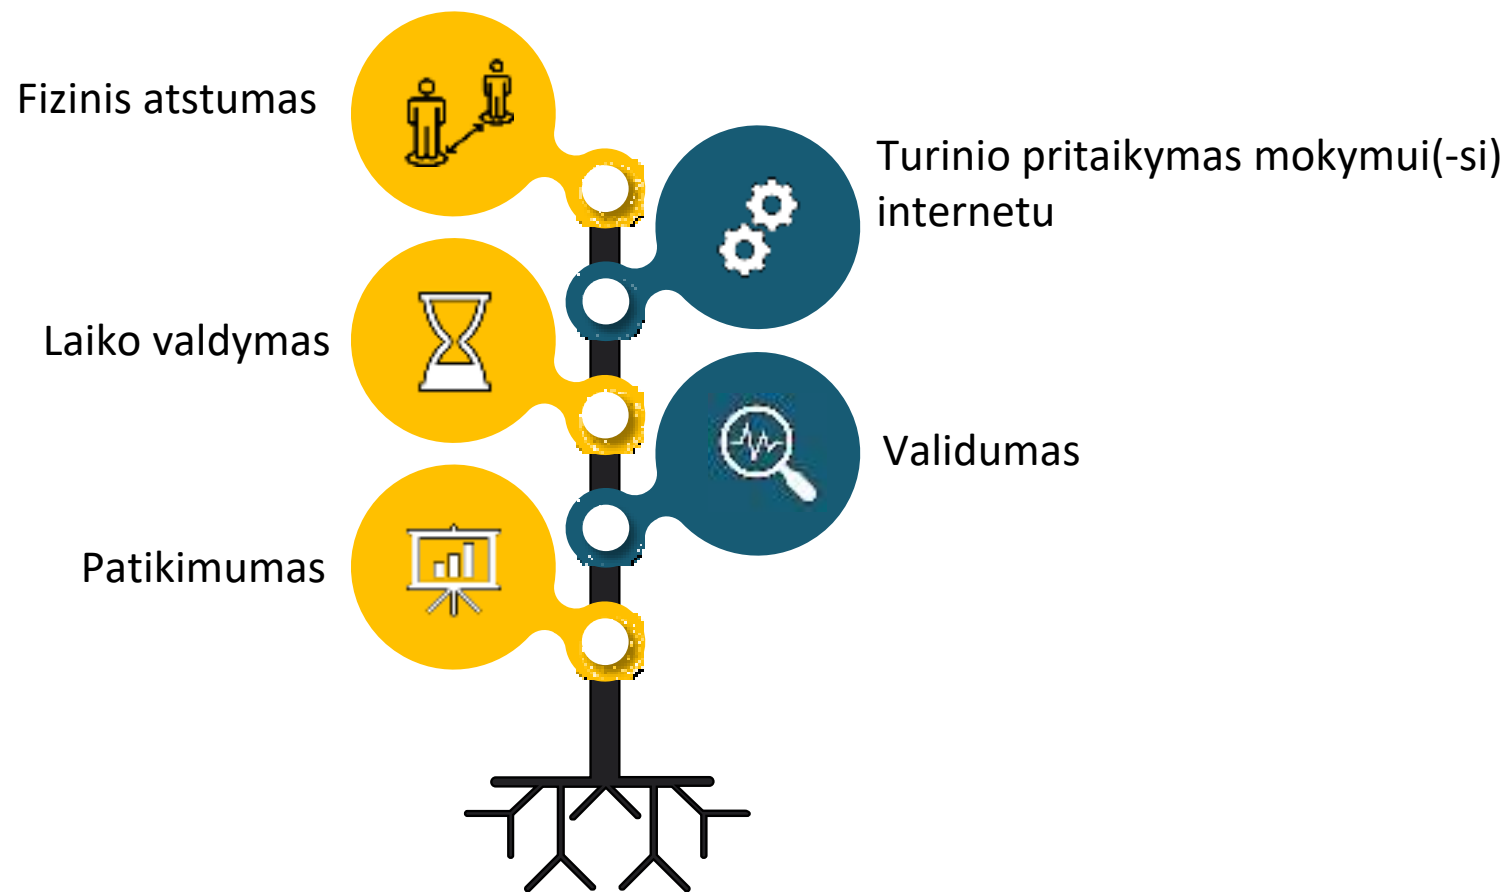 Fizinis atstumas
Turinio pritaikymas mokymui(-si)
internetu
Laiko valdymas
Validumas
Patikimumas